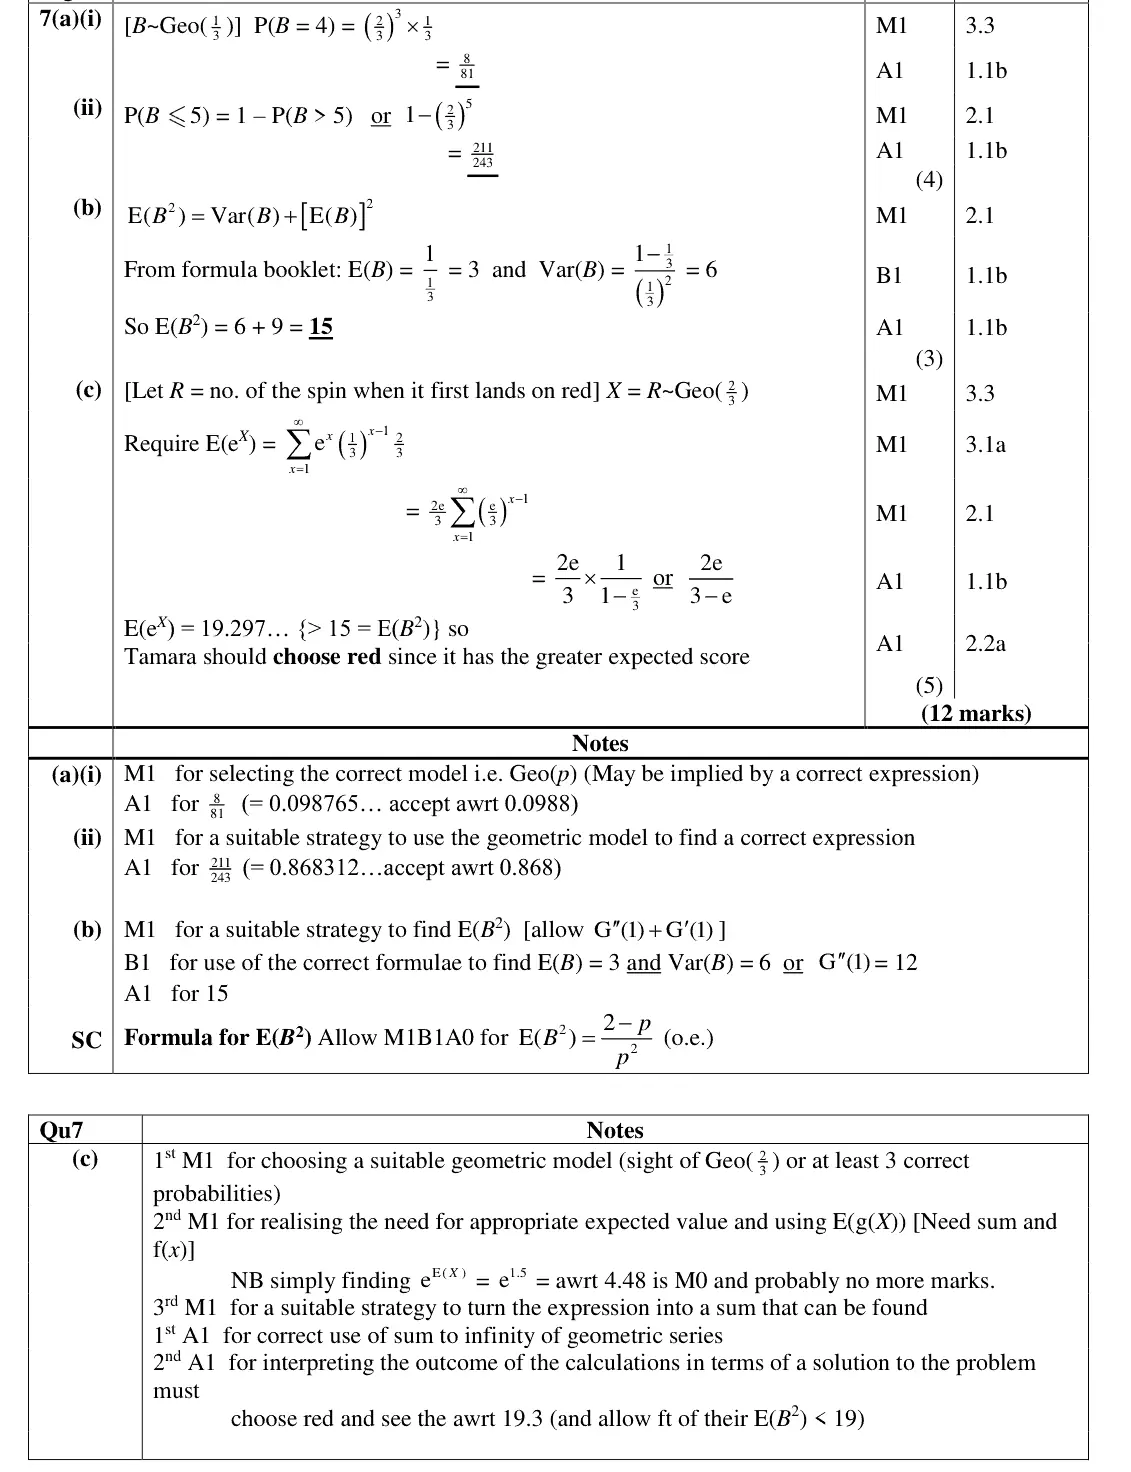 7(a)(i) [B~Geo(1/3)] P(B = 4) = (2/3)^3 × 1/3 M1 3.3
= 8/81 A1 1.1b
(ii) P(B ⩽ 5) = 1 – P(B > 5) or 1−(2/3)^5 M1 2.1
= 211/243 A1 1.1b
(4)
(b) E(B²) = Var(B) + [E(B)]² M1 2.1
From formula booklet: E(B) = 1/(1/3) = 3 and Var(B) = (1−1/3)/(1/3)² = 6 B1 1.1b
So E(B²) = 6 + 9 = 15 A1 1.1b
(3)
(c) [Let R = no. of the spin when it first lands on red] X = R~Geo(2/3) M1 3.3
Require E(e^X) = ∑_{x=1}^{∞} e^x (1/3)^{x−1} 2/3 M1 3.1a
= 2e/3 ∑_{x=1}^{∞} (e/3)^{x−1} M1 2.1
= 2e/3 × 1/(1−e/3) or 2e/(3−e) A1 1.1b
E(e^X) = 19.297… {> 15 = E(B²)} so
Tamara should choose red since it has the greater expected score A1 2.2a
(5)
(12 marks)
Notes
(a)(i) M1 for selecting the correct model i.e. Geo(p) (May be implied by a correct expression)
A1 for 8/81 (= 0.098765… accept awrt 0.0988)
(ii) M1 for a suitable strategy to use the geometric model to find a correct expression
A1 for 211/243 (= 0.868312…accept awrt 0.868)
(b) M1 for a suitable strategy to find E(B²) [allow G″(1) + G′(1) ]
B1 for use of the correct formulae to find E(B) = 3 and Var(B) = 6 or G″(1) = 12
A1 for 15
SC Formula for E(B²) Allow M1B1A0 for E(B²) = (2−p)/p² (o.e.)
Qu7 Notes
(c) 1st M1 for choosing a suitable geometric model (sight of Geo(2/3) or at least 3 correct
probabilities)
2nd M1 for realising the need for appropriate expected value and using E(g(X)) [Need sum and
f(x)]
NB simply finding e^{E(X)} = e^{1.5} = awrt 4.48 is M0 and probably no more marks.
3rd M1 for a suitable strategy to turn the expression into a sum that can be found
1st A1 for correct use of sum to infinity of geometric series
2nd A1 for interpreting the outcome of the calculations in terms of a solution to the problem
must
choose red and see the awrt 19.3 (and allow ft of their E(B²) < 19)